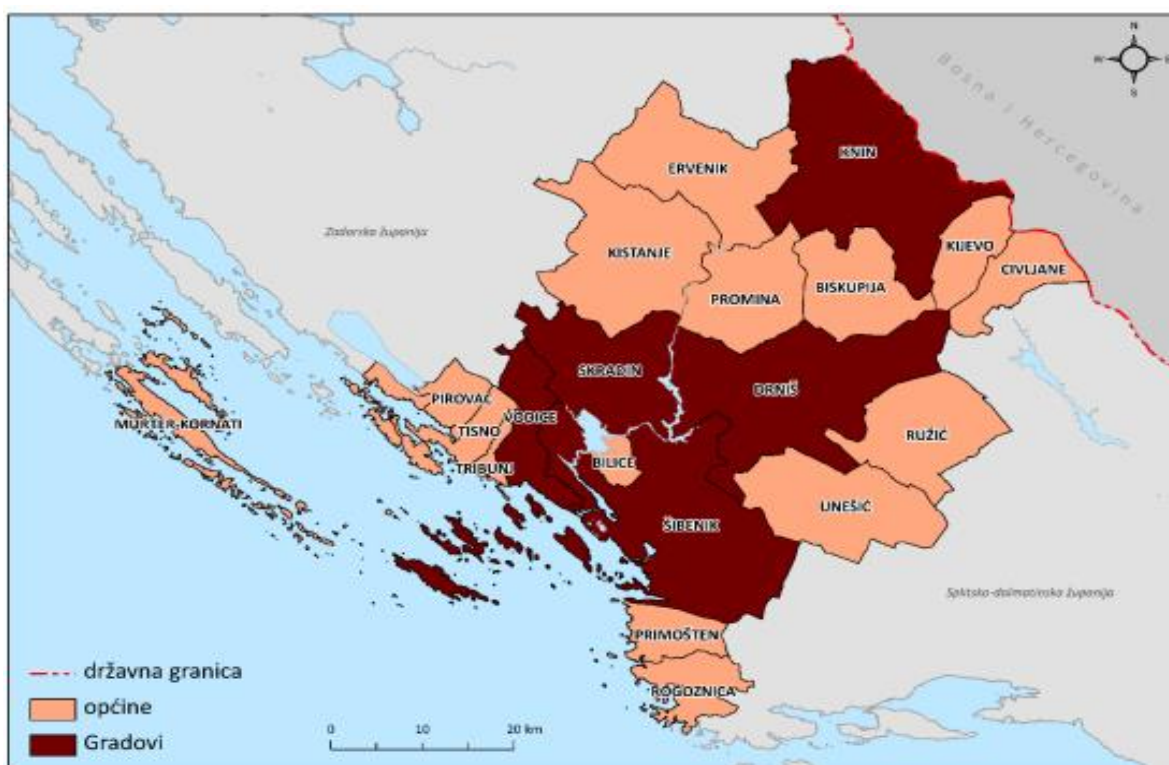 N
W E
S
Bosna i Hercegovina
KNIN
ERVENIK
Zadarska županija
KISTANJE
KIJEVO
CIVLJANE
PROMINA
BISKUPIJA
SKRADIN
DRNIŠ
PIROVAC
VODICE
MURTER-KORNATI
TISNO
RUŽIĆ
TRIBUNJ
BILICE
UNEŠIĆ
ŠIBENIK
Splitsko-dalmatinska županija
PRIMOŠTEN
ROGOZNICA
državna granica
općine
Gradovi
0 10 20 km